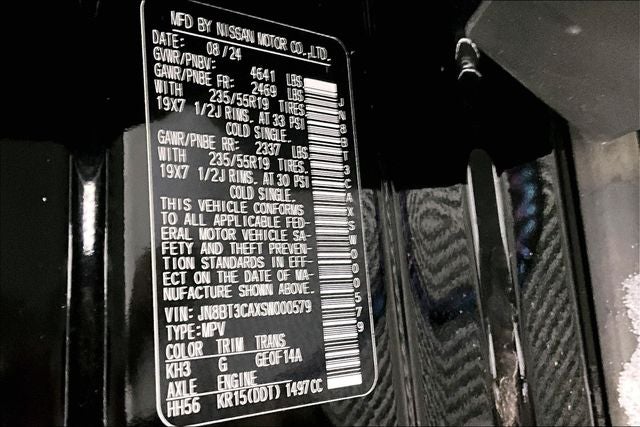 MFD BY NISSAN MOTOR CO.,LTD.
DATE: 08/24
GVWR/PNBV: 4641 LBS
GAWR/PNBE FR: 2469 LBS
WITH 235/55R19 TIRES
19X7 1/2J RIMS. AT 33 PSI
COLD SINGLE.
GAWR/PNBE RR: 2337 LBS
WITH 235/55R19 TIRES.
19X7 1/2J RIMS. AT 30 PSI
COLD SINGLE.
THIS VEHICLE CONFORMS
TO ALL APPLICABLE FED-
ERAL MOTOR VEHICLE SA-
FETY AND THEFT PREVEN-
TION STANDARDS IN EFF-
ECT ON THE DATE OF MA-
NUFACTURE SHOWN ABOVE.
VIN: JN8BT3CAXSW000579
TYPE:MPV
COLOR TRIM TRANS
KH3 G GEOF14A
AXLE ENGINE
HH56 KR15(DDT) 1497CC
JN8BT3CAXSW000579